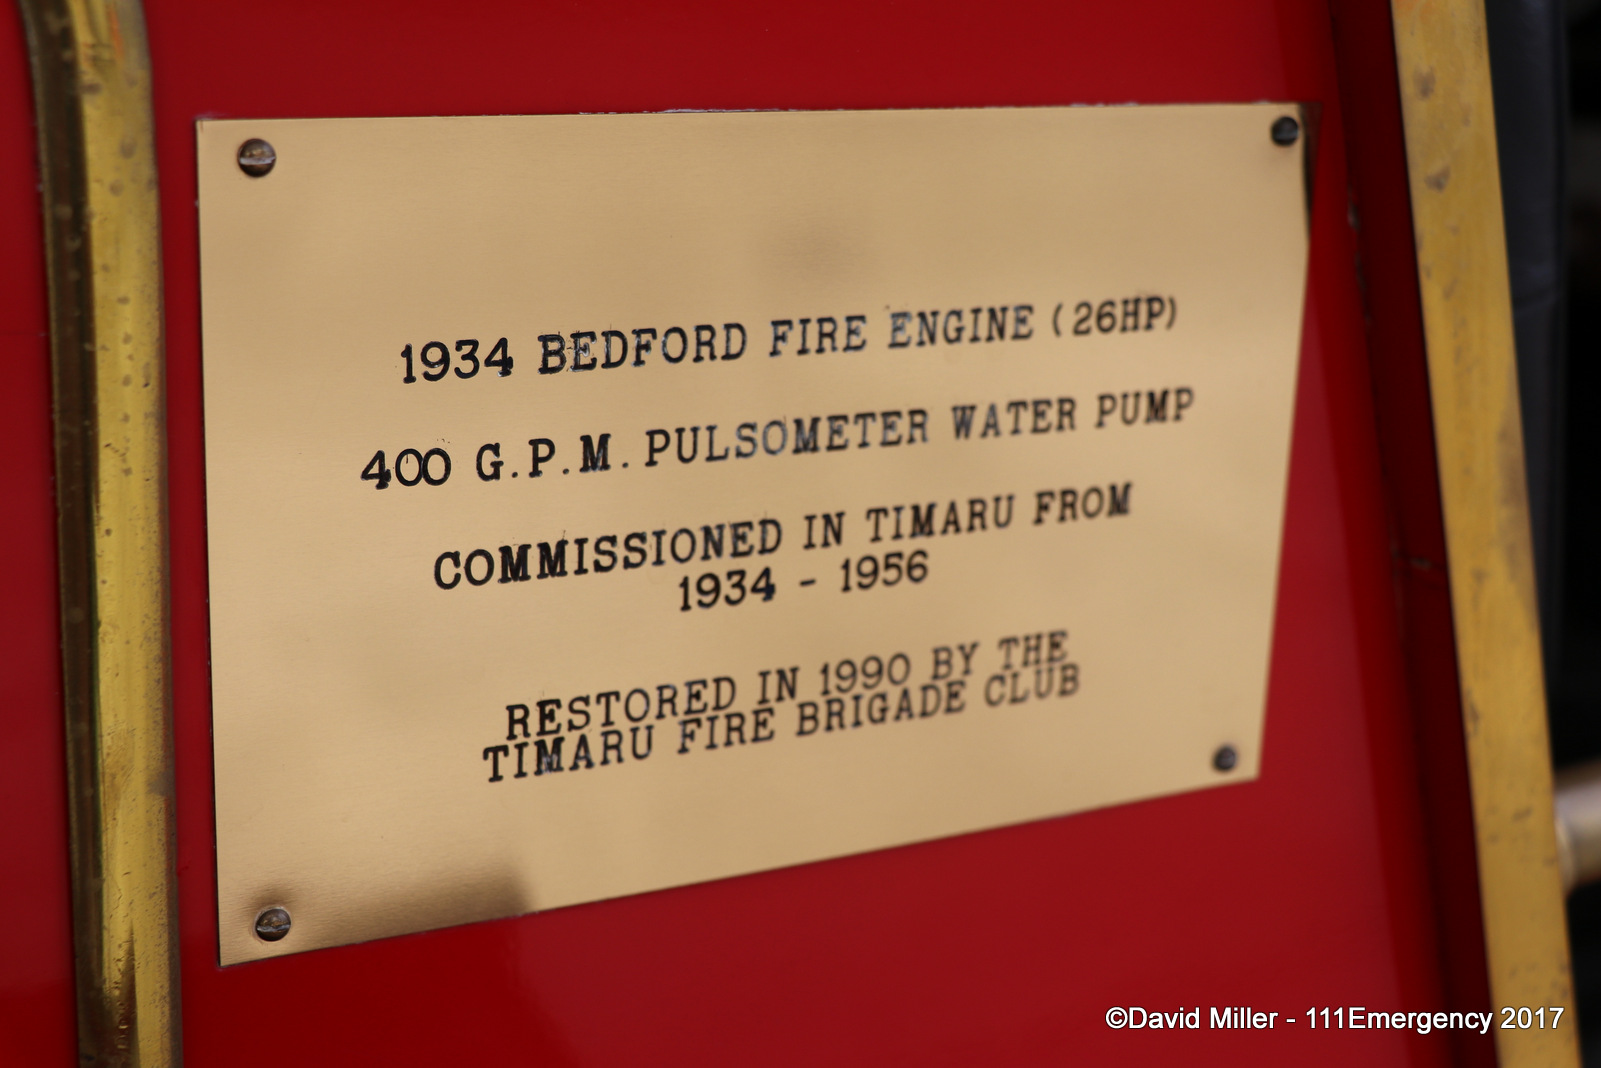 1934 BEDFORD FIRE ENGINE (26HP)
400 G.P.M. PULSOMETER WATER PUMP
COMMISSIONED IN TIMARU FROM
1934 - 1956
RESTORED IN 1990 BY THE
TIMARU FIRE BRIGADE CLUB
©David Miller - 111Emergency 2017